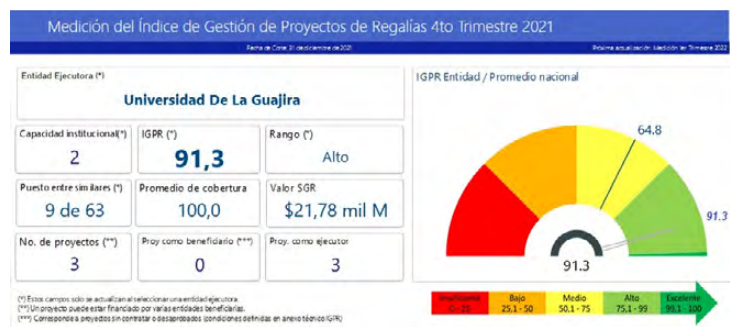 Medición del Índice de Gestión de Proyectos de Regalías 4to Trimestre 2021
Fecha de Corte: 31 de diciembre de 2021
Próxima actualización: Medición 1er Trimestre 2022
Entidad Ejecutora (*)
Universidad De La Guajira
Capacidad institucional(*)
2
IGPR (*)
91,3
Rango (*)
Alto
Puesto entre similares (*)
9 de 63
Promedio de cobertura
100,0
Valor SGR
$21,78 mil M
No. de proyectos (**)
3
Proy como beneficiario (***)
0
Proy. como ejecutor
3
IGPR Entidad / Promedio nacional
64.8
91.3
91.3
Insuficiente
0 - 25
Bajo
25,1 - 50
Medio
50,1 - 75
Alto
75,1 - 99
Excelente
99,1 - 100
(*) Estos campos solo se actualizan al seleccionar una entidad ejecutora.
(**) Un proyecto puede estar financiado por varias entidades beneficiarias.
(***) Corresponde a proyectos sin contratar o desaprobados (condiciones definidas en anexo técnico IGPR)